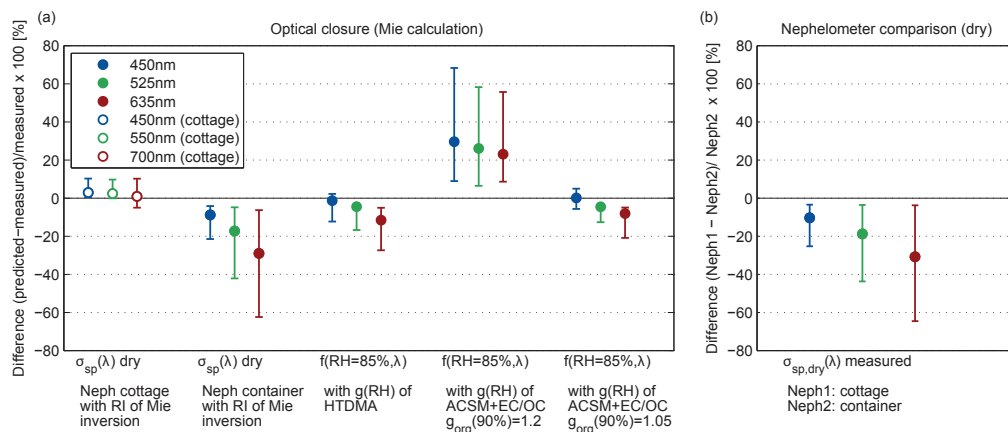 (a)
Optical closure (Mie calculation)
Difference (predicted−measured)/measured x 100 [%]
80
60
40
20
0
−20
−40
−60
−80
450nm
525nm
635nm
450nm (cottage)
550nm (cottage)
700nm (cottage)
σsp(λ) dry
Neph cottage
with RI of Mie
inversion
σsp(λ) dry
Neph container
with RI of Mie
inversion
f(RH=85%,λ)
with g(RH) of
HTDMA
f(RH=85%,λ)
with g(RH) of
ACSM+EC/OC
gorg(90%)=1.2
f(RH=85%,λ)
with g(RH) of
ACSM+EC/OC
gorg(90%)=1.05
(b)
Nephelometer comparison (dry)
Difference (Neph1 − Neph2)/ Neph2 x 100 [%]
80
60
40
20
0
−20
−40
−60
−80
σsp,dry(λ) measured
Neph1: cottage
Neph2: container